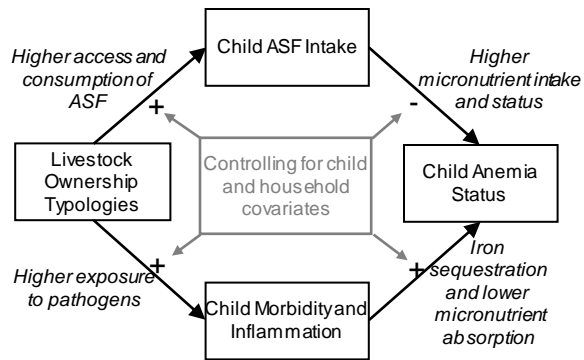 Child ASF Intake
Higher access and
consumption of
ASF
+
Higher
micronutrient intake
and status
-
Livestock
Ownership
Typologies
Controlling for child
and household
covariates
Child Anemia
Status
+
Higher exposure
to pathogens
Child Morbidity and
Inflammation
+
Iron
sequestration
and lower
micronutrient
absorption